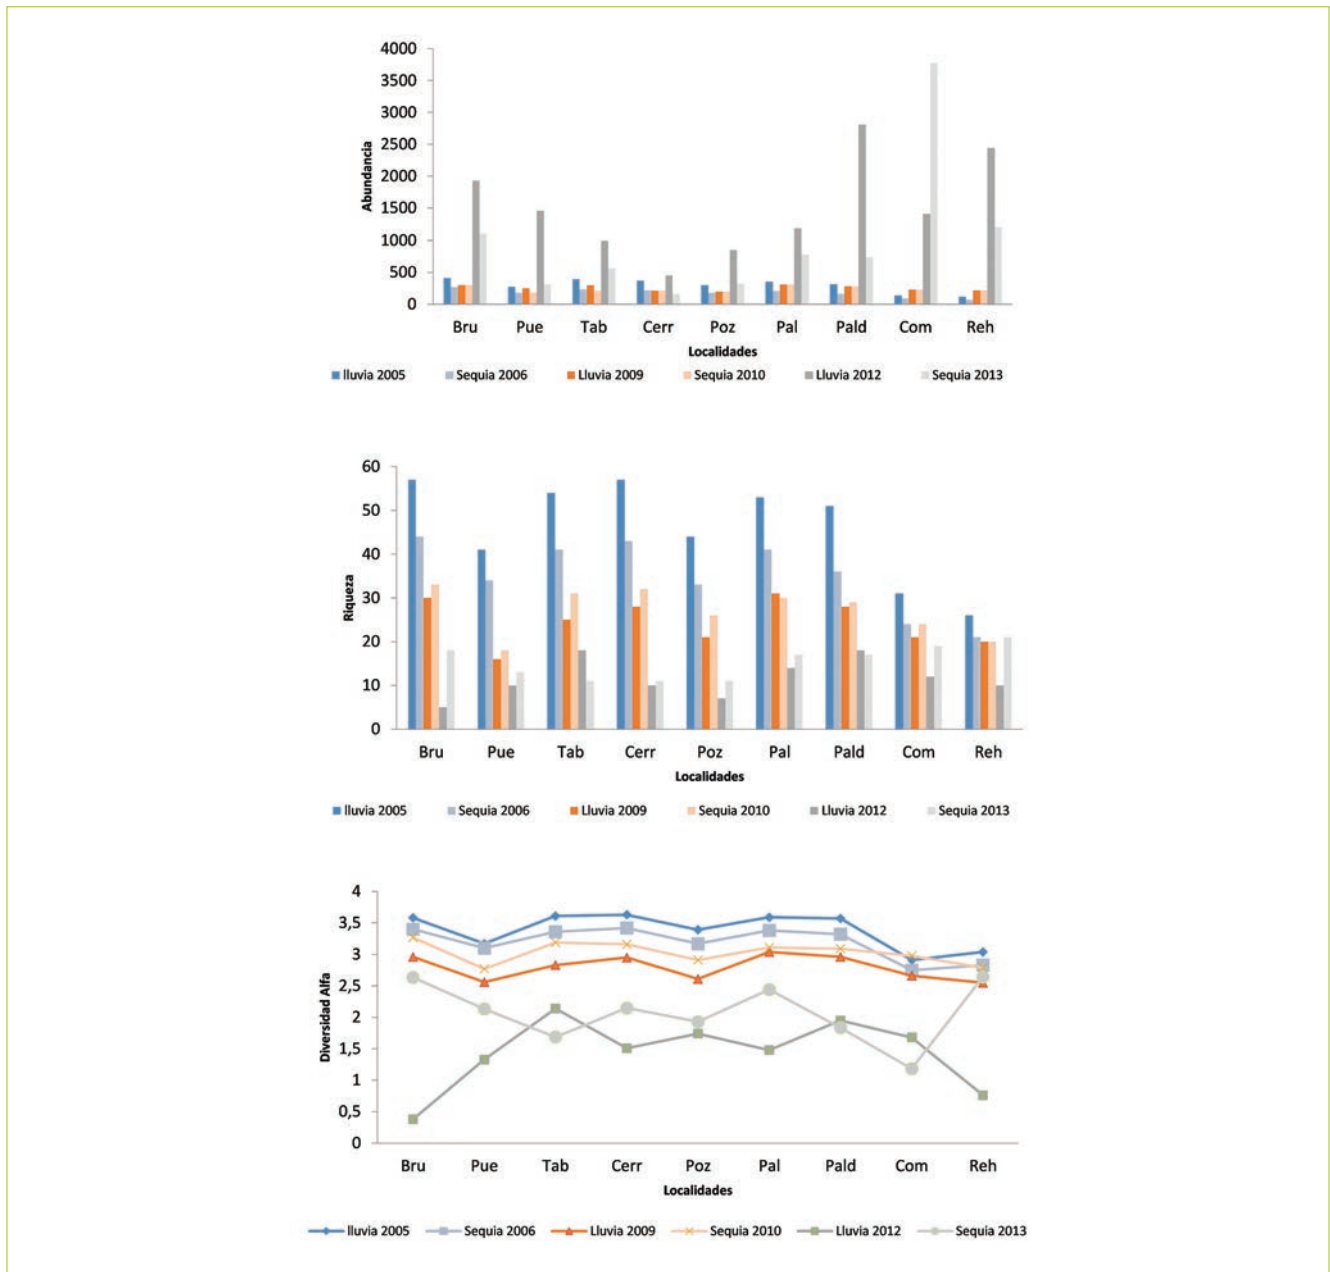 4000
3500
3000
2500
2000
1500
1000
500
0
Abundancia
Bru Pue Tab Cerr Poz Pal Pald Com Reh
Localidades
lluvia 2005 Sequia 2006 Lluvia 2009 Sequia 2010 Lluvia 2012 Sequia 2013
60
50
40
30
20
10
0
Riqueza
Bru Pue Tab Cerr Poz Pal Pald Com Reh
Localidades
lluvia 2005 Sequia 2006 Lluvia 2009 Sequia 2010 Lluvia 2012 Sequia 2013
4
3,5
3
2,5
2
1,5
1
0,5
0
Diversidad Alfa
Bru Pue Tab Cerr Poz Pal Pald Com Reh
Localidades
lluvia 2005 Sequia 2006 Lluvia 2009 Sequia 2010 Lluvia 2012 Sequia 2013